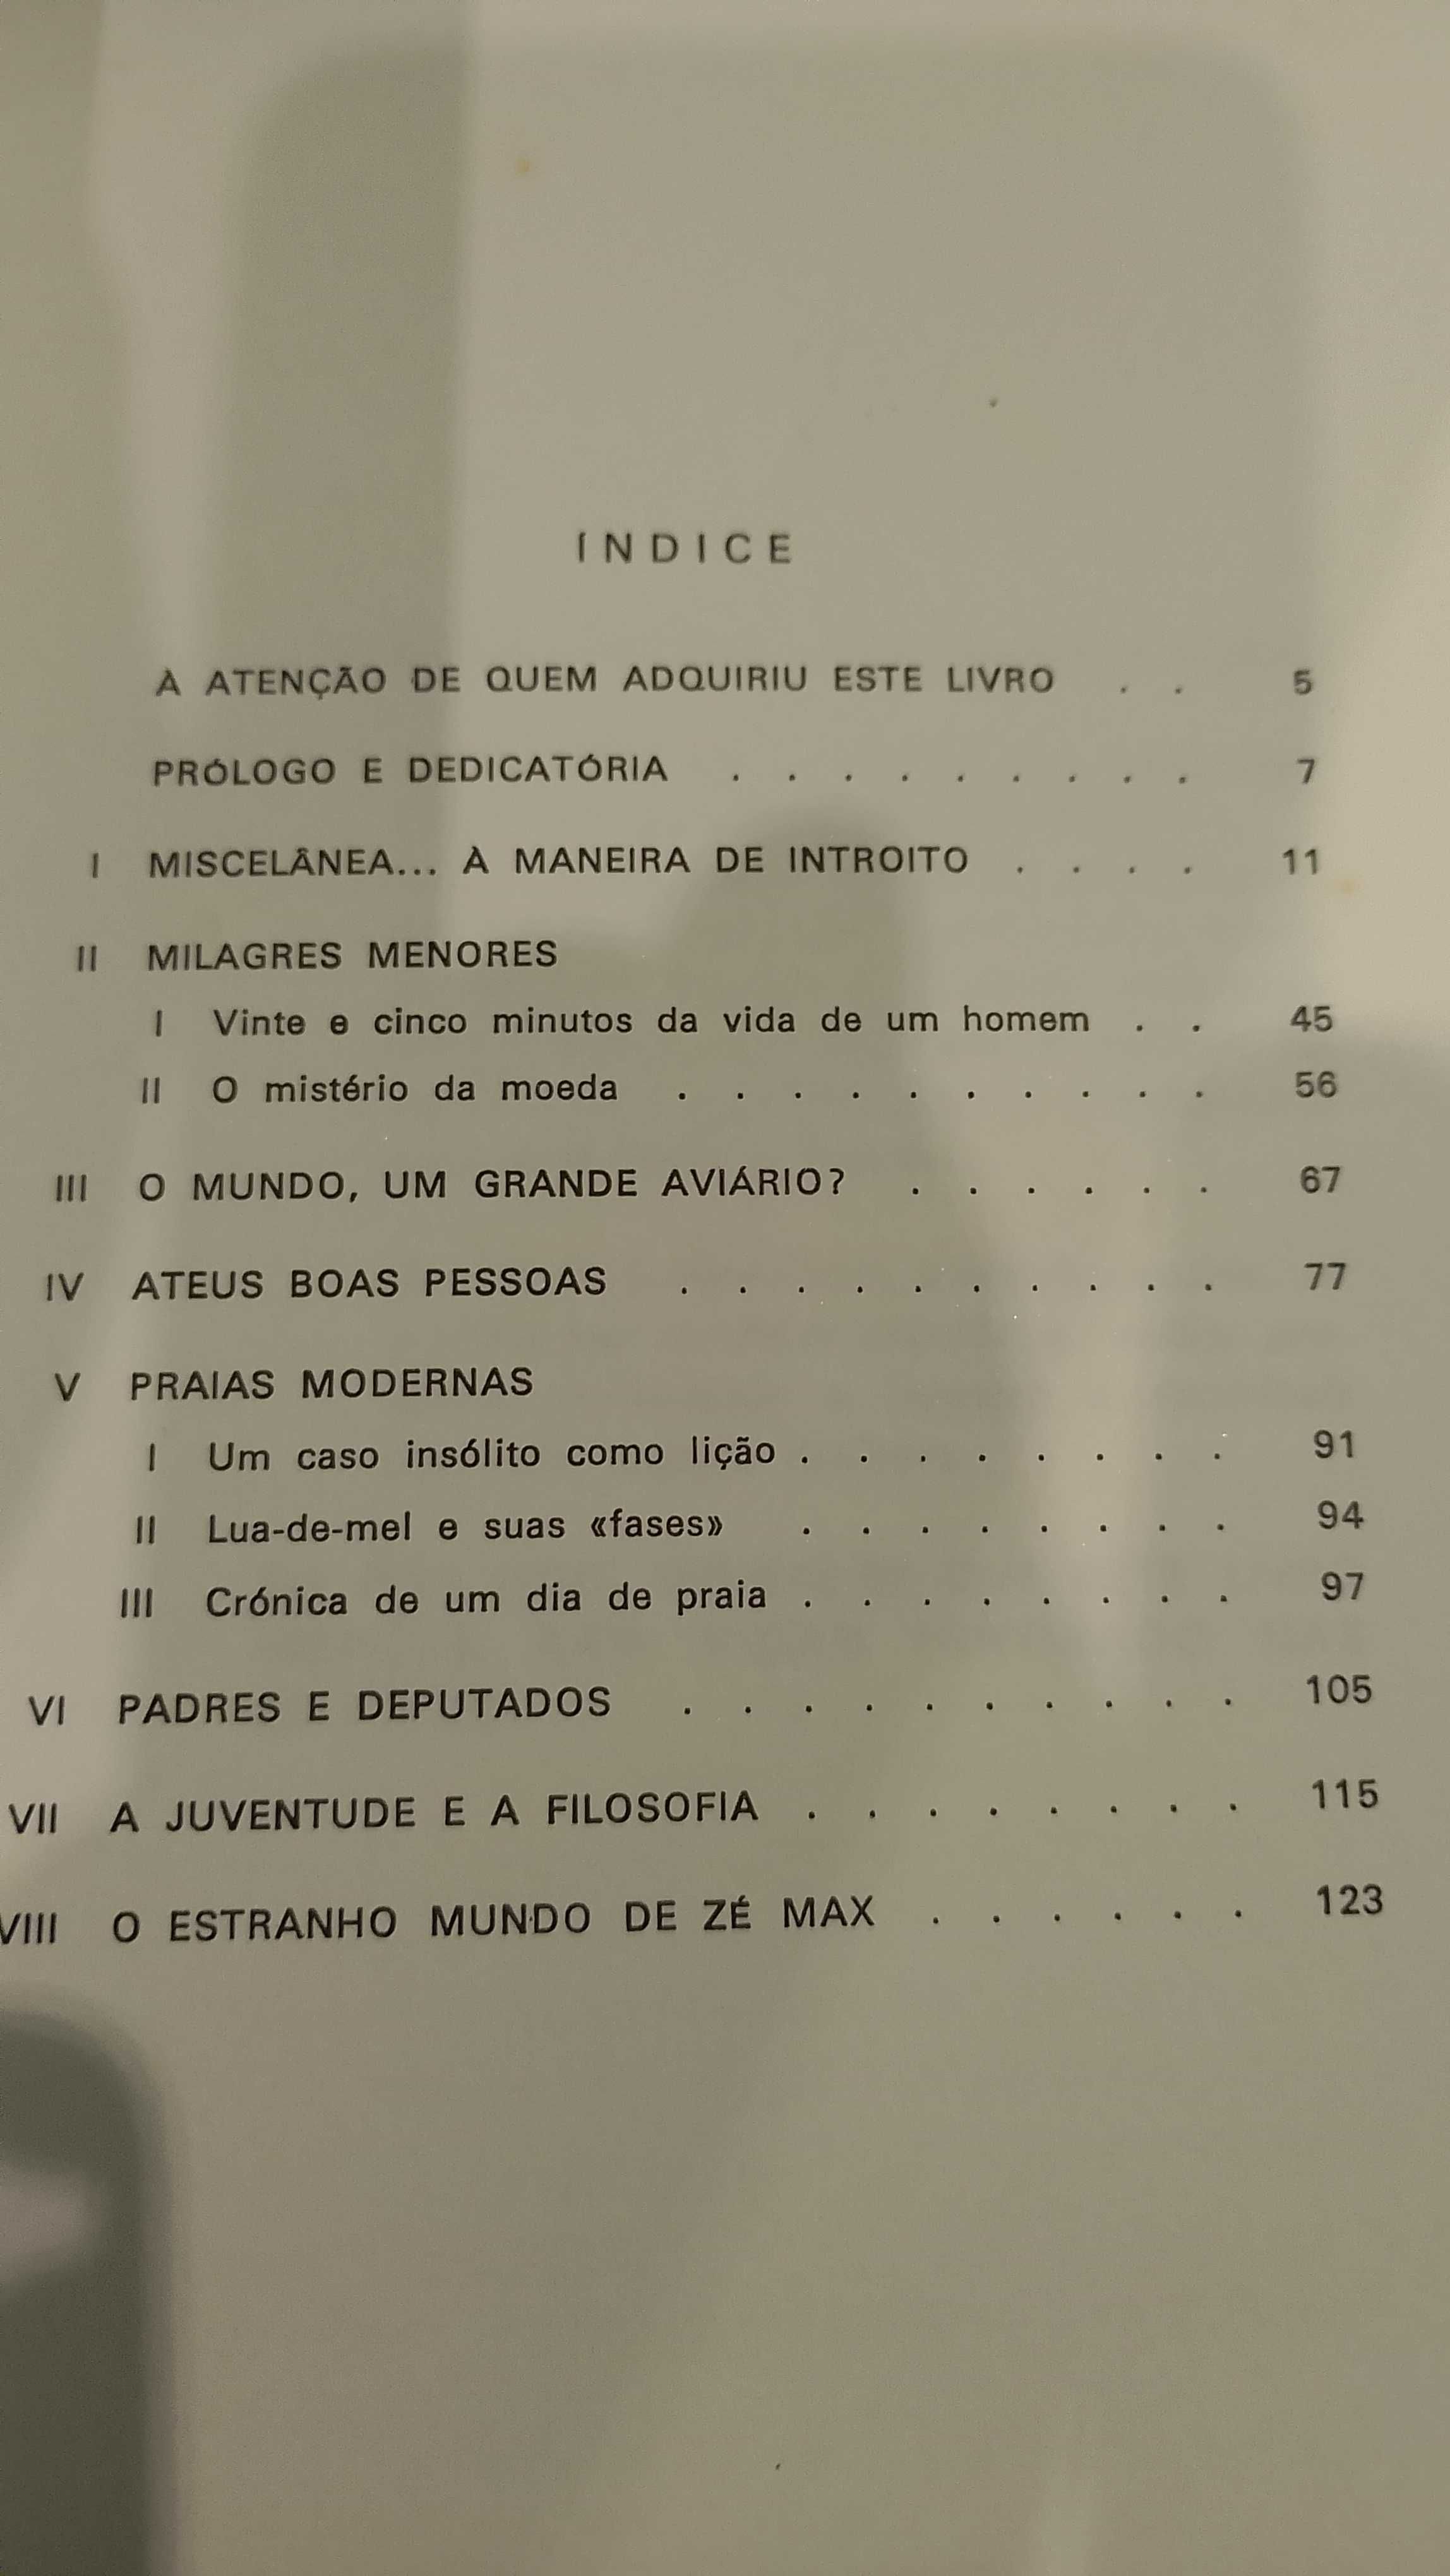 ÍNDICE
À ATENÇÃO DE QUEM ADQUIRIU ESTE LIVRO . . 5
PRÓLOGO E DEDICATÓRIA . . . . . . . . . 7
I MISCELÂNEA... À MANEIRA DE INTROITO . . . . 11
II MILAGRES MENORES
I Vinte e cinco minutos da vida de um homem . . 45
II O mistério da moeda . . . . . . . . . . 56
III O MUNDO, UM GRANDE AVIÁRIO? . . . . . . 67
IV ATEUS BOAS PESSOAS . . . . . . . . . . 77
V PRAIAS MODERNAS
I Um caso insólito como lição . . . . . . . . 91
II Lua-de-mel e suas «fases» . . . . . . . . 94
III Crónica de um dia de praia . . . . . . . . 97
VI PADRES E DEPUTADOS . . . . . . . . . . 105
VII A JUVENTUDE E A FILOSOFIA . . . . . . . . 115
VIII O ESTRANHO MUNDO DE ZÉ MAX . . . . . . 123